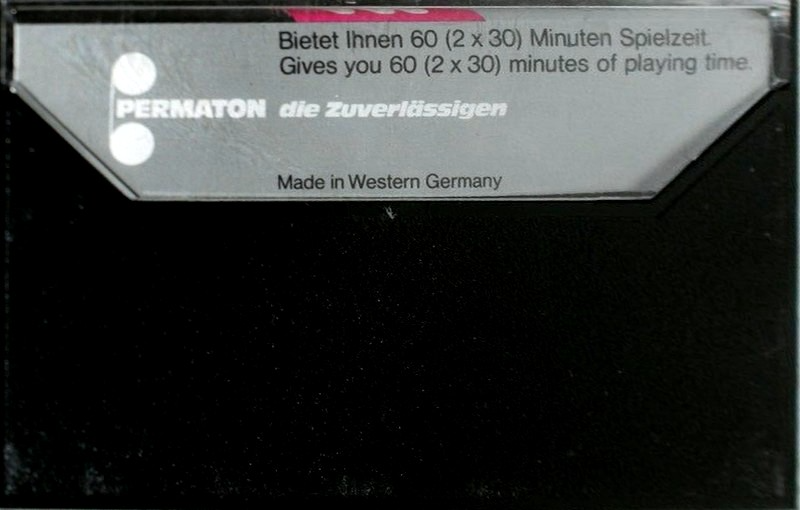 Bietet Ihnen 60 (2 x 30) Minuten Spielzeit.
Gives you 60 (2 x 30) minutes of playing time.
PERMATON die Zuverlässigen
Made in Western Germany